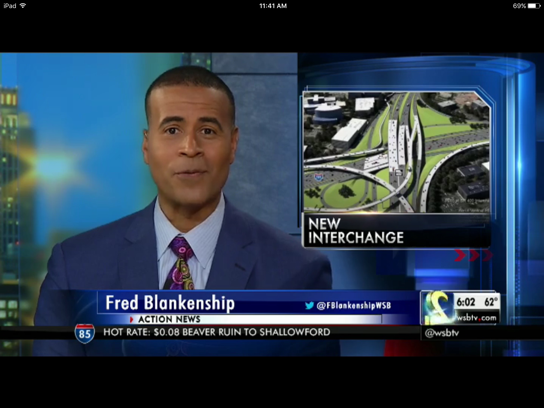 iPad
11:41 AM
69%
NEW
INTERCHANGE
Fred Blankenship
@FBlankenshipWSB
ACTION NEWS
2
6:02 62°
wsbtv.com
85
HOT RATE: $0.08 BEAVER RUIN TO SHALLOWFORD
@wsbtv